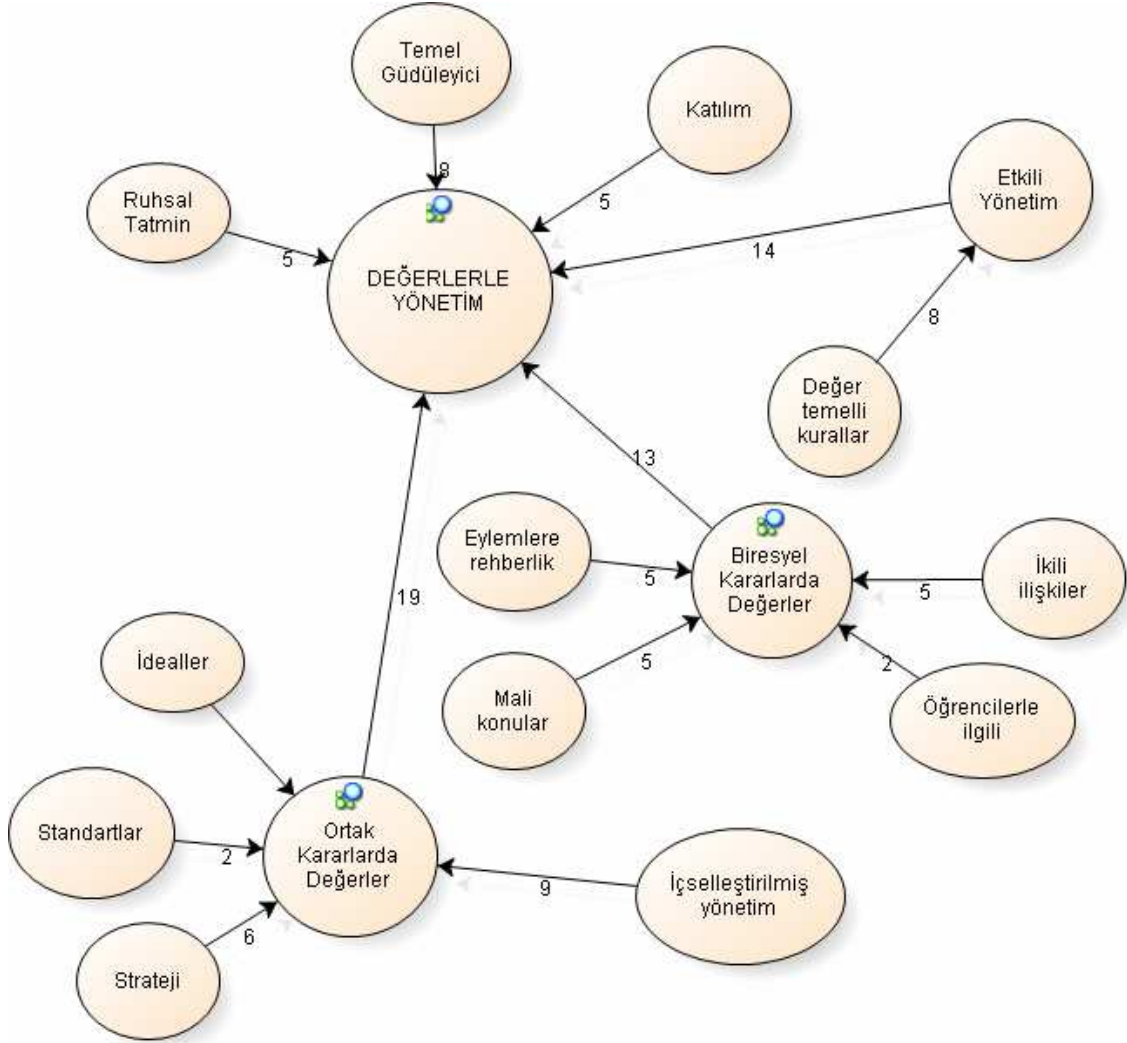 Temel
Güdüleyici
Katılım
Etkili
Yönetim
Ruhsal
Tatmin
8
5
5
14
DEĞERLERLE
YÖNETİM
8
Değer
temelli
kurallar
13
Eylemlere
rehberlik
5
Biresyel
Kararlarda
Değerler
5
İkili
ilişkiler
19
İdealler
Mali
konular
5
2
Öğrencilerle
ilgili
Standartlar
2
Ortak
Kararlarda
Değerler
9
İçselleştirilmiş
yönetim
6
Strateji